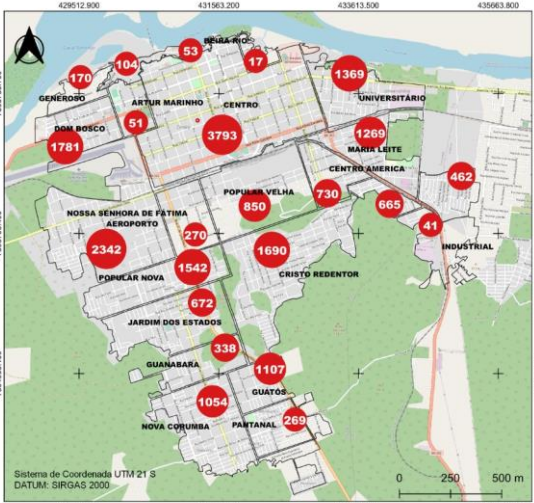 429512.900 431563.200 433613.500 435663.800
BEIRA RIO
53
17
104
170
1369
GENEROSO
ARTUR MARINHO
CENTRO
UNIVERSITÁRIO
51
DOM BOSCO
3793
1269
1781
MARIA LEITE
CENTRO AMERICA
462
POPULAR VELHA
730
850
665
NOSSA SENHORA DE FÁTIMA
AEROPORTO
41
270
2342
1690
INDUSTRIAL
1542
CRISTO REDENTOR
POPULAR NOVA
672
JARDIM DOS ESTADOS
338
GUANABARA
1107
GUATÓS
1054
269
NOVA CORUMBA
PANTANAL
Sistema de Coordenada UTM 21 S
DATUM: SIRGAS 2000
0 250 500 m